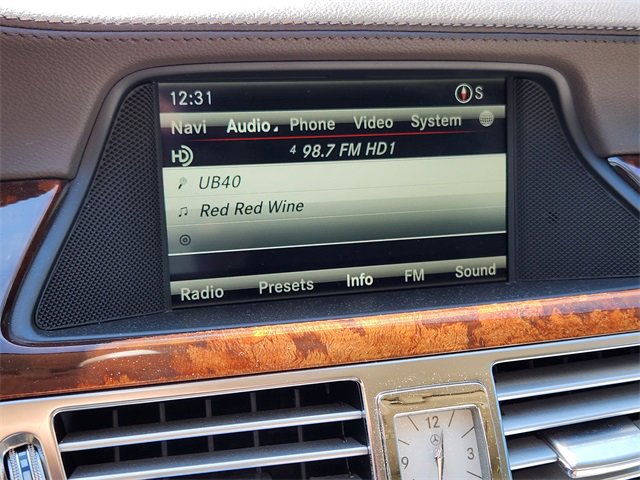 12:31 S
Navi Audio Phone Video System
HD 4 98.7 FM HD1
UB40
Red Red Wine
Radio Presets Info FM Sound
12
9 3